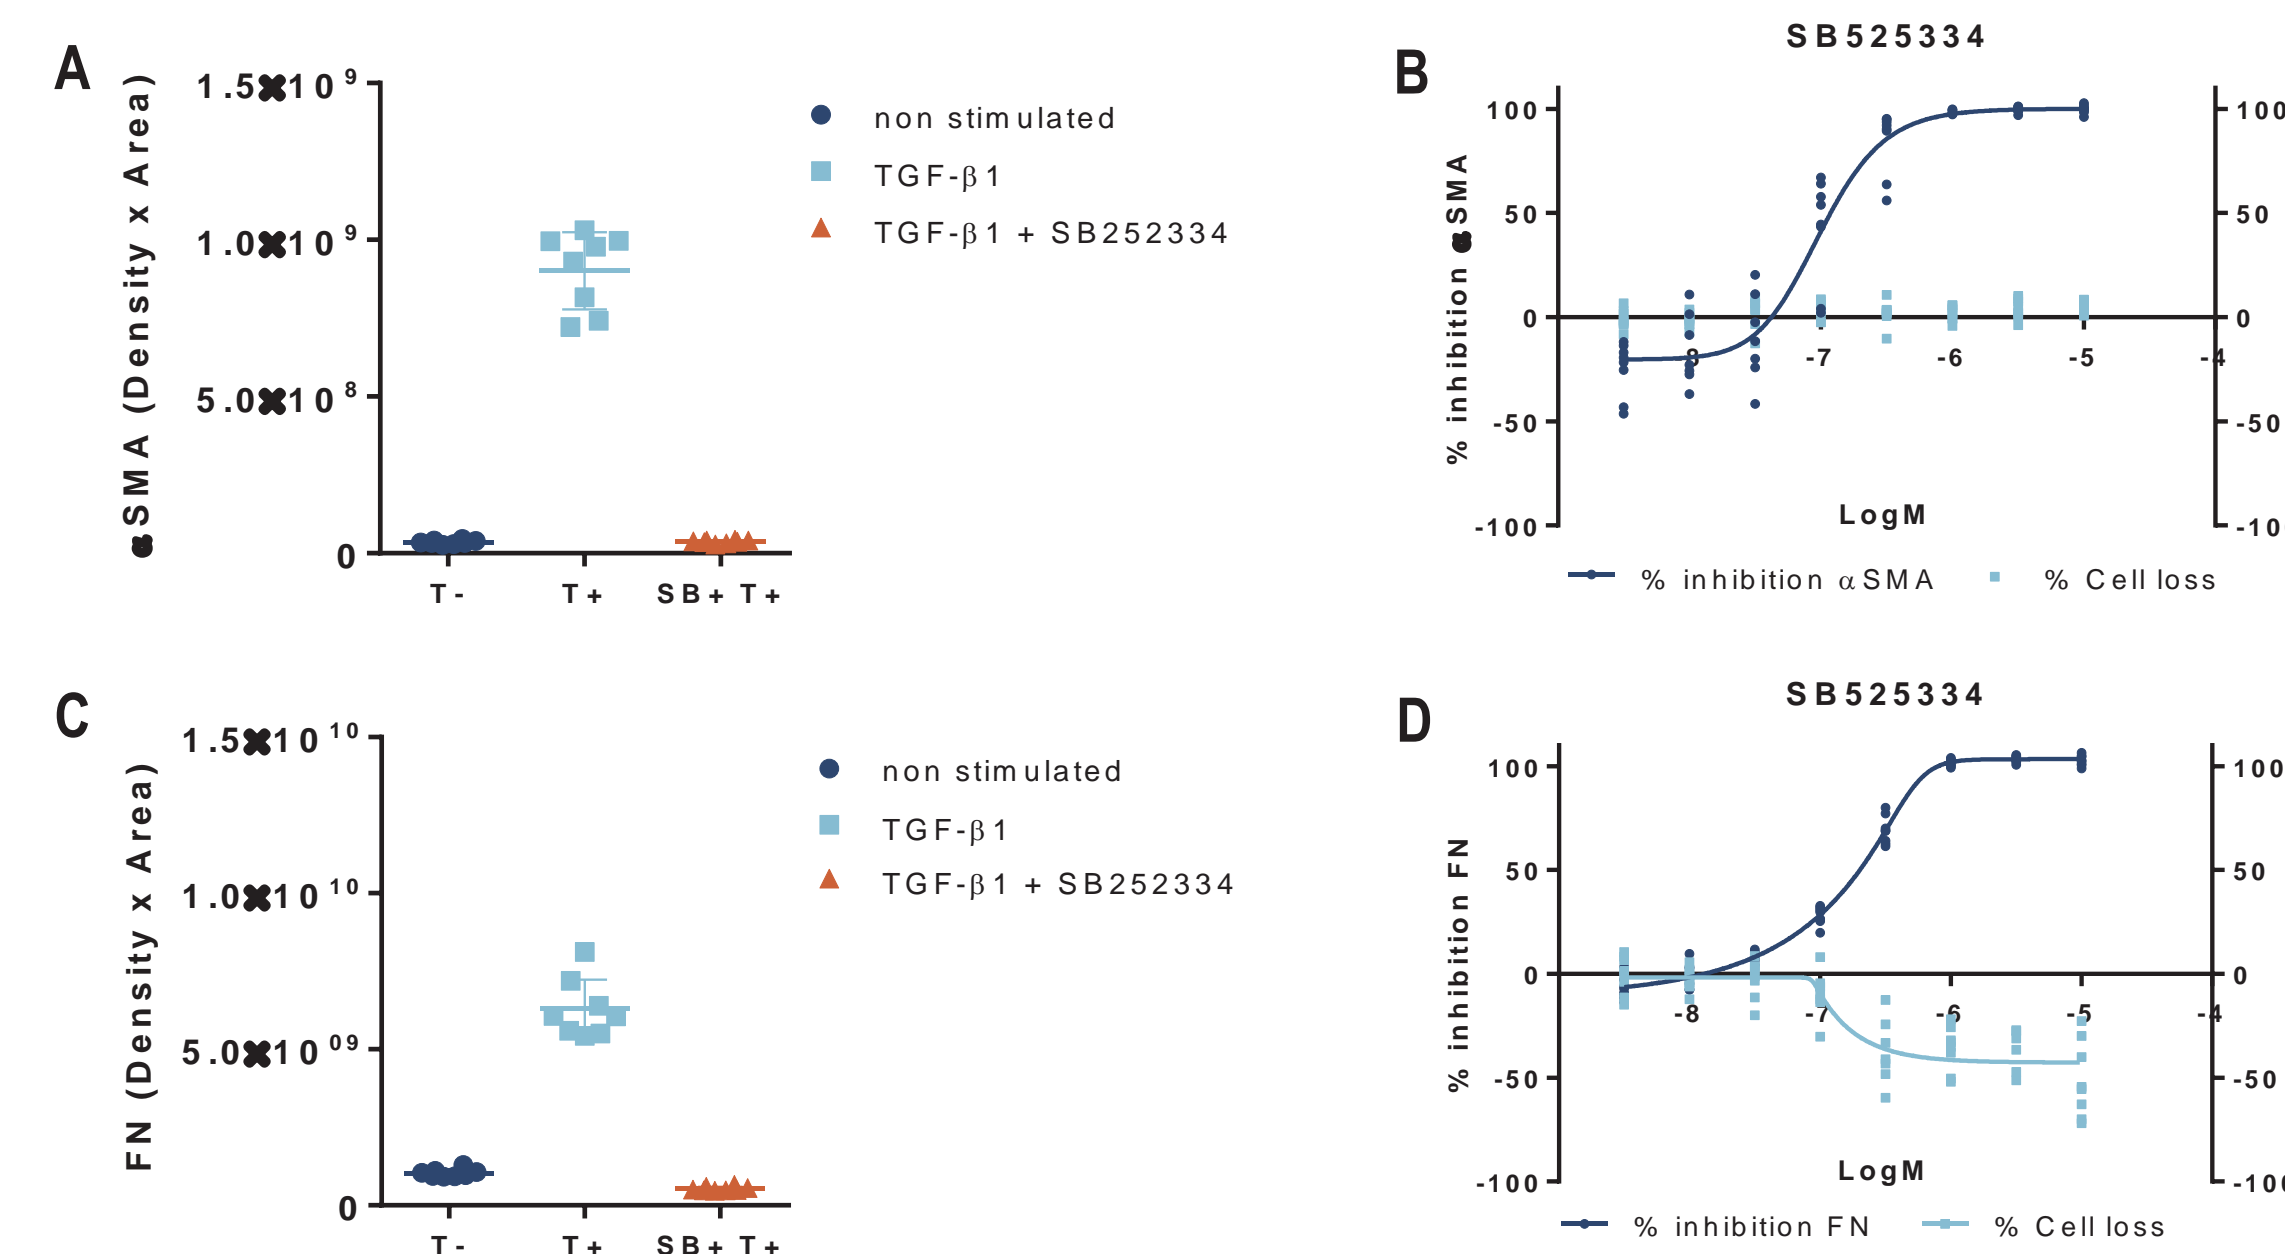 A
αSMA (Density x Area)
1.5×10 9
1.0×10 9
5.0×10 8
0
T- T+ SB+ T+
non stimulated
TGF-β1
TGF-β1 + SB252334
B
SB525334
% inhibition αSMA
100
50
0
-50
-100
100
50
0
-50
-10
-8 -7 -6 -5 -4
LogM
% inhibition αSMA % Cell loss
C
FN (Density x Area)
1.5×10 10
1.0×10 10
5.0×10 09
0
T- T+ SB+ T+
non stimulated
TGF-β1
TGF-β1 + SB252334
D
SB525334
% inhibition FN
100
50
0
-50
-100
100
50
0
-50
-100
-8 -7 -6 -5 -4
LogM
% inhibition FN % Cell loss